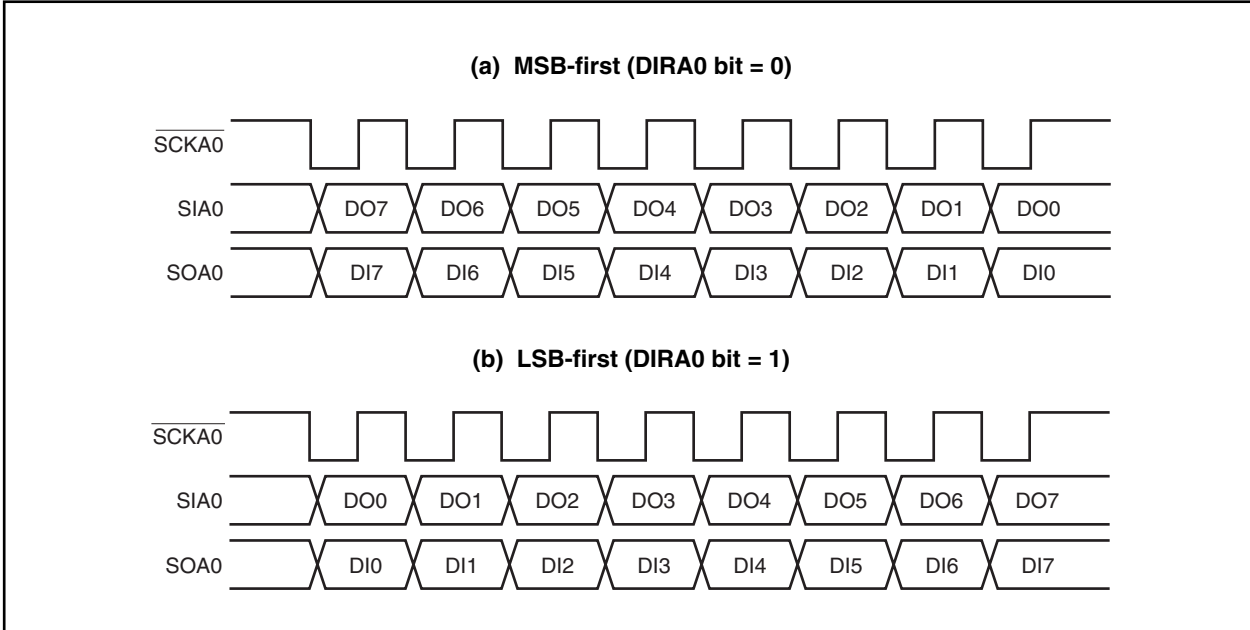 (a) MSB-first (DIRA0 bit = 0)
SCKA0
SIA0 DO7 DO6 DO5 DO4 DO3 DO2 DO1 DO0
SOA0 DI7 DI6 DI5 DI4 DI3 DI2 DI1 DI0
(b) LSB-first (DIRA0 bit = 1)
SCKA0
SIA0 DO0 DO1 DO2 DO3 DO4 DO5 DO6 DO7
SOA0 DI0 DI1 DI2 DI3 DI4 DI5 DI6 DI7